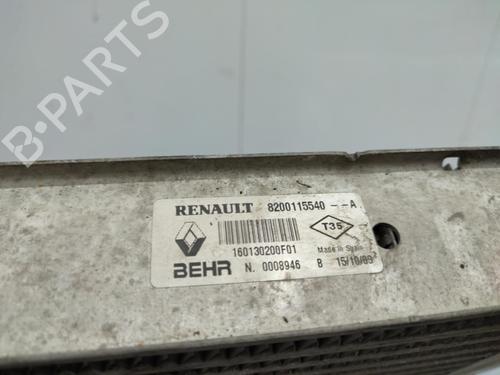 B-PARTS
RENAULT 8200115540--A
T35
160130200F01 Made in Spain
BEHR N. 0008946 B 15/10/09